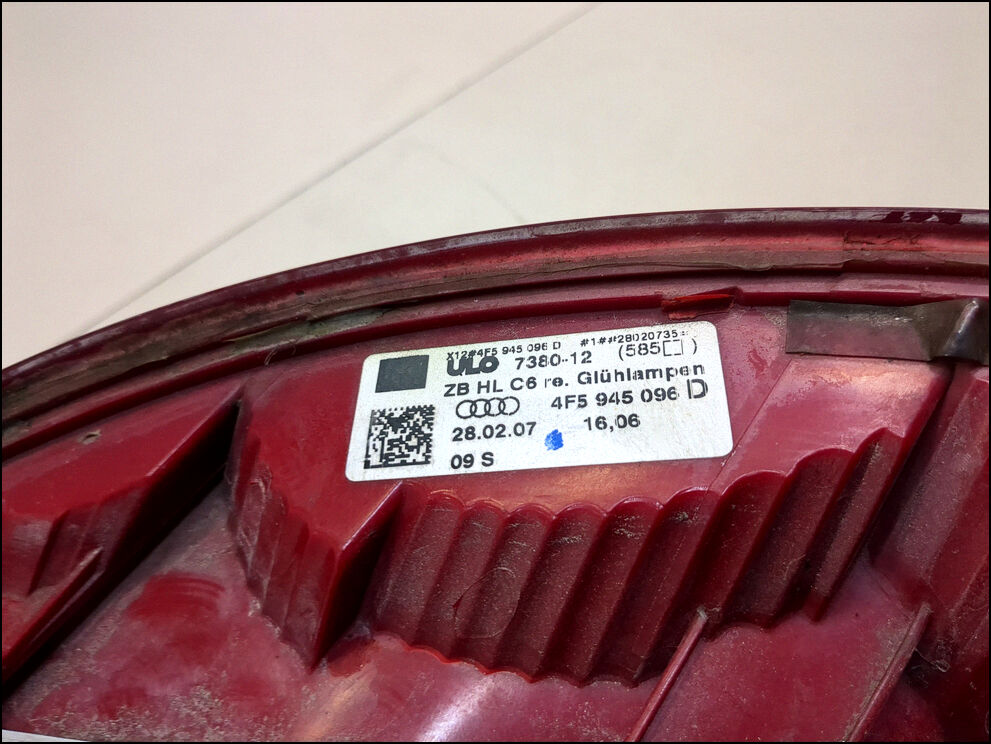 X12#4F5 945 096 D #1##28020735=
ULO 7380-12 (585□)
ZB HL C6 re. Glühlampen
4F5 945 096 D
28.02.07 16,06
09 S